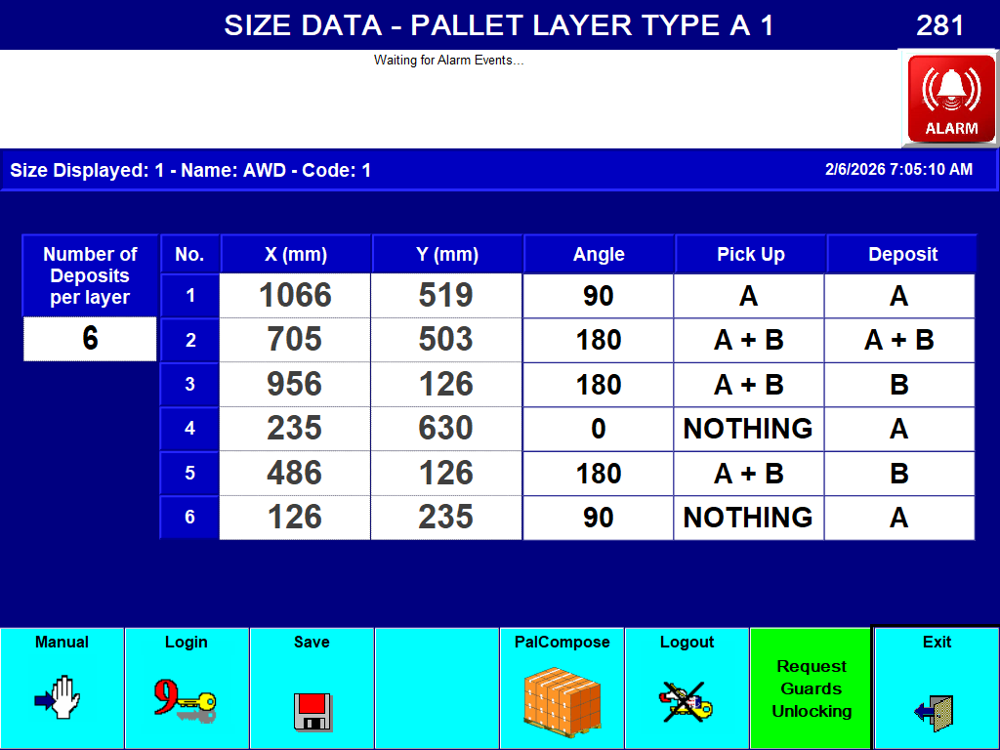 SIZE DATA - PALLET LAYER TYPE A 1 281
Waiting for Alarm Events...
ALARM
Size Displayed: 1 - Name: AWD - Code: 1 2/6/2026 7:05:10 AM
Number of Deposits per layer No. X (mm) Y (mm) Angle Pick Up Deposit
6
1 1066 519 90 A A
2 705 503 180 A + B A + B
3 956 126 180 A + B B
4 235 630 0 NOTHING A
5 486 126 180 A + B B
6 126 235 90 NOTHING A
Manual Login Save PalCompose Logout Request Guards Unlocking Exit
9